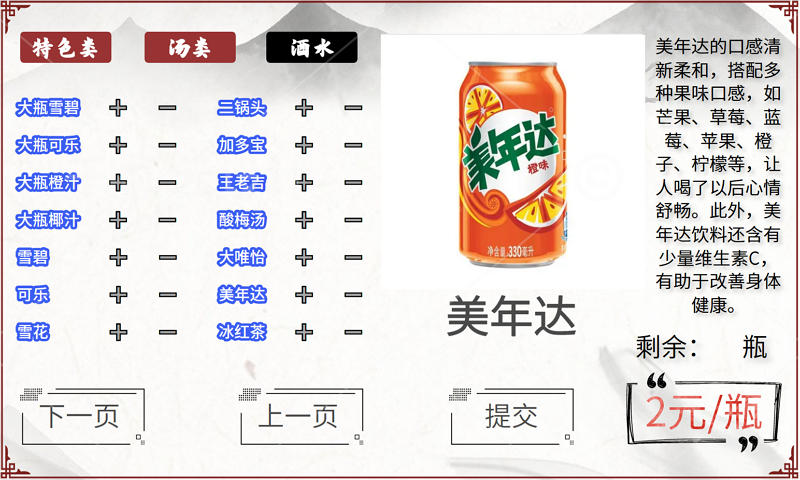 特色类 汤类 酒水
大瓶雪碧 + — 二锅头 + —
大瓶可乐 + — 加多宝 + —
大瓶橙汁 + — 王老吉 + —
大瓶椰汁 + — 酸梅汤 + —
雪碧 + — 大唯怡 + —
可乐 + — 美年达 + —
雪花 + — 冰红茶 + —
美年达
橙味
净含量:330毫升
美年达
美年达的口感清
新柔和，搭配多
种果味口感，如
芒果、草莓、蓝
莓、苹果、橙
子、柠檬等，让
人喝了以后心情
舒畅。此外，美
年达饮料还含有
少量维生素C，
有助于改善身体
健康。
剩余： 瓶
2元/瓶
下一页 上一页 提交